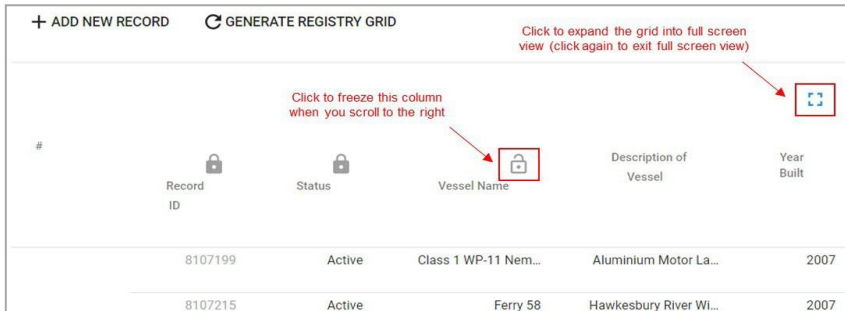 ADD NEW RECORD
GENERATE REGISTRY GRID
Click to expand the grid into full screen
view (click again to exit full screen view)
Click to freeze this column
when you scroll to the right
#
Record
ID
Status
Vessel Name
Description of
Vessel
Year
Built
8107199 Active Class 1 WP-11 Nem... Aluminium Motor La... 2007
8107215 Active Ferry 58 Hawkesbury River Wi... 2007